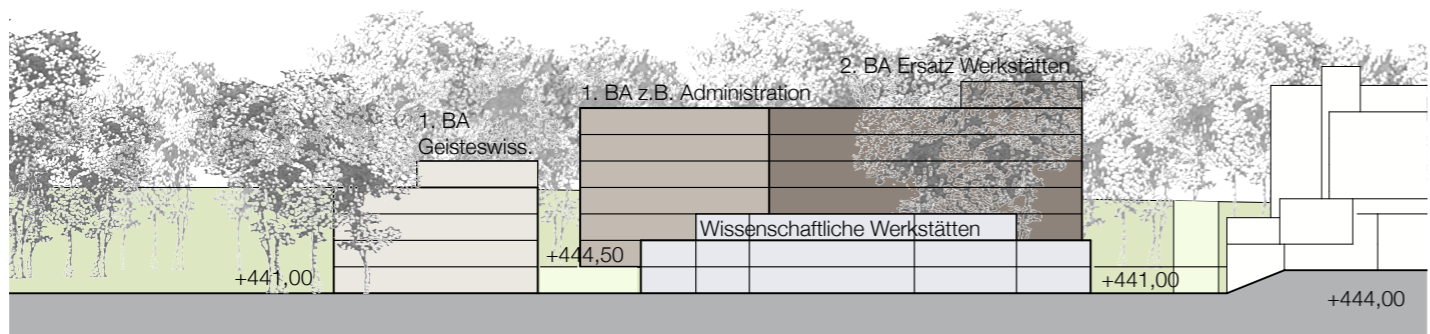 2. BA Ersatz Werkstätten
1. BA z.B. Administration
1. BA
Geisteswiss.
Wissenschaftliche Werkstätten
+444,50
+441,00
+441,00
+444,00